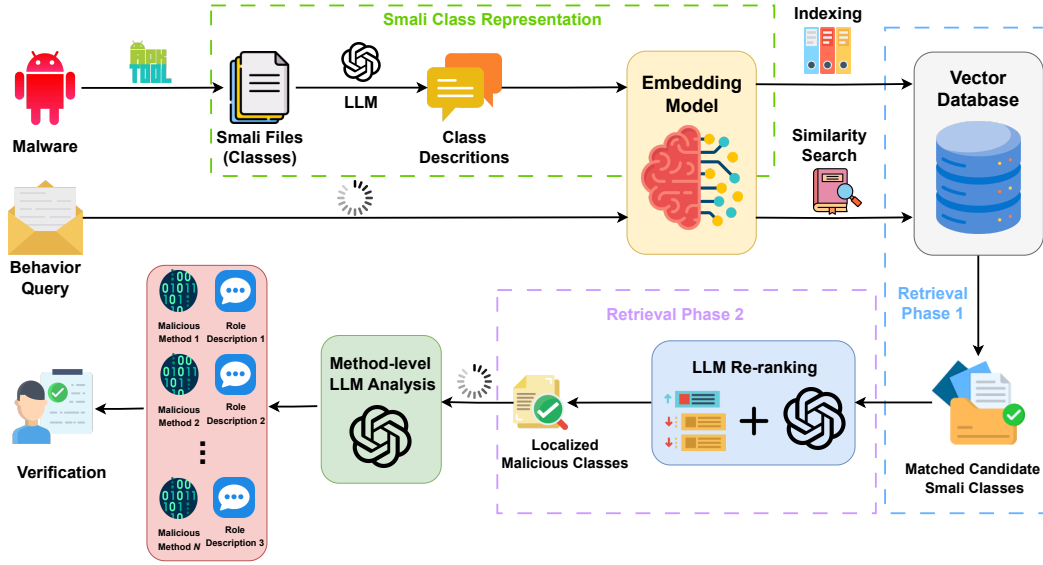 Smali Class Representation
Indexing
APK
TOOL
LLM
Malware
Smali Files
(Classes)
Class
Descritions
Embedding
Model
Vector
Database
Similarity
Search
Behavior
Query
Retrieval
Phase 1
Malicious
Method 1
Role
Description 1
Malicious
Method 2
Role
Description 2
Malicious
Method N
Role
Description 3
Method-level
LLM Analysis
Retrieval Phase 2
LLM Re-ranking
Localized
Malicious Classes
Matched Candidate
Smali Classes
Verification